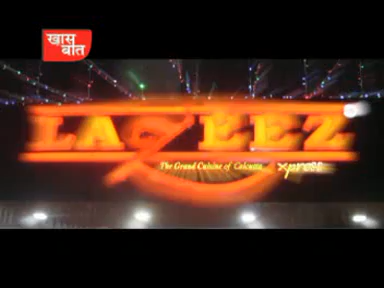 खास
बात
LAZEEZ
The Grand Cuisine of Calcutta
xpress